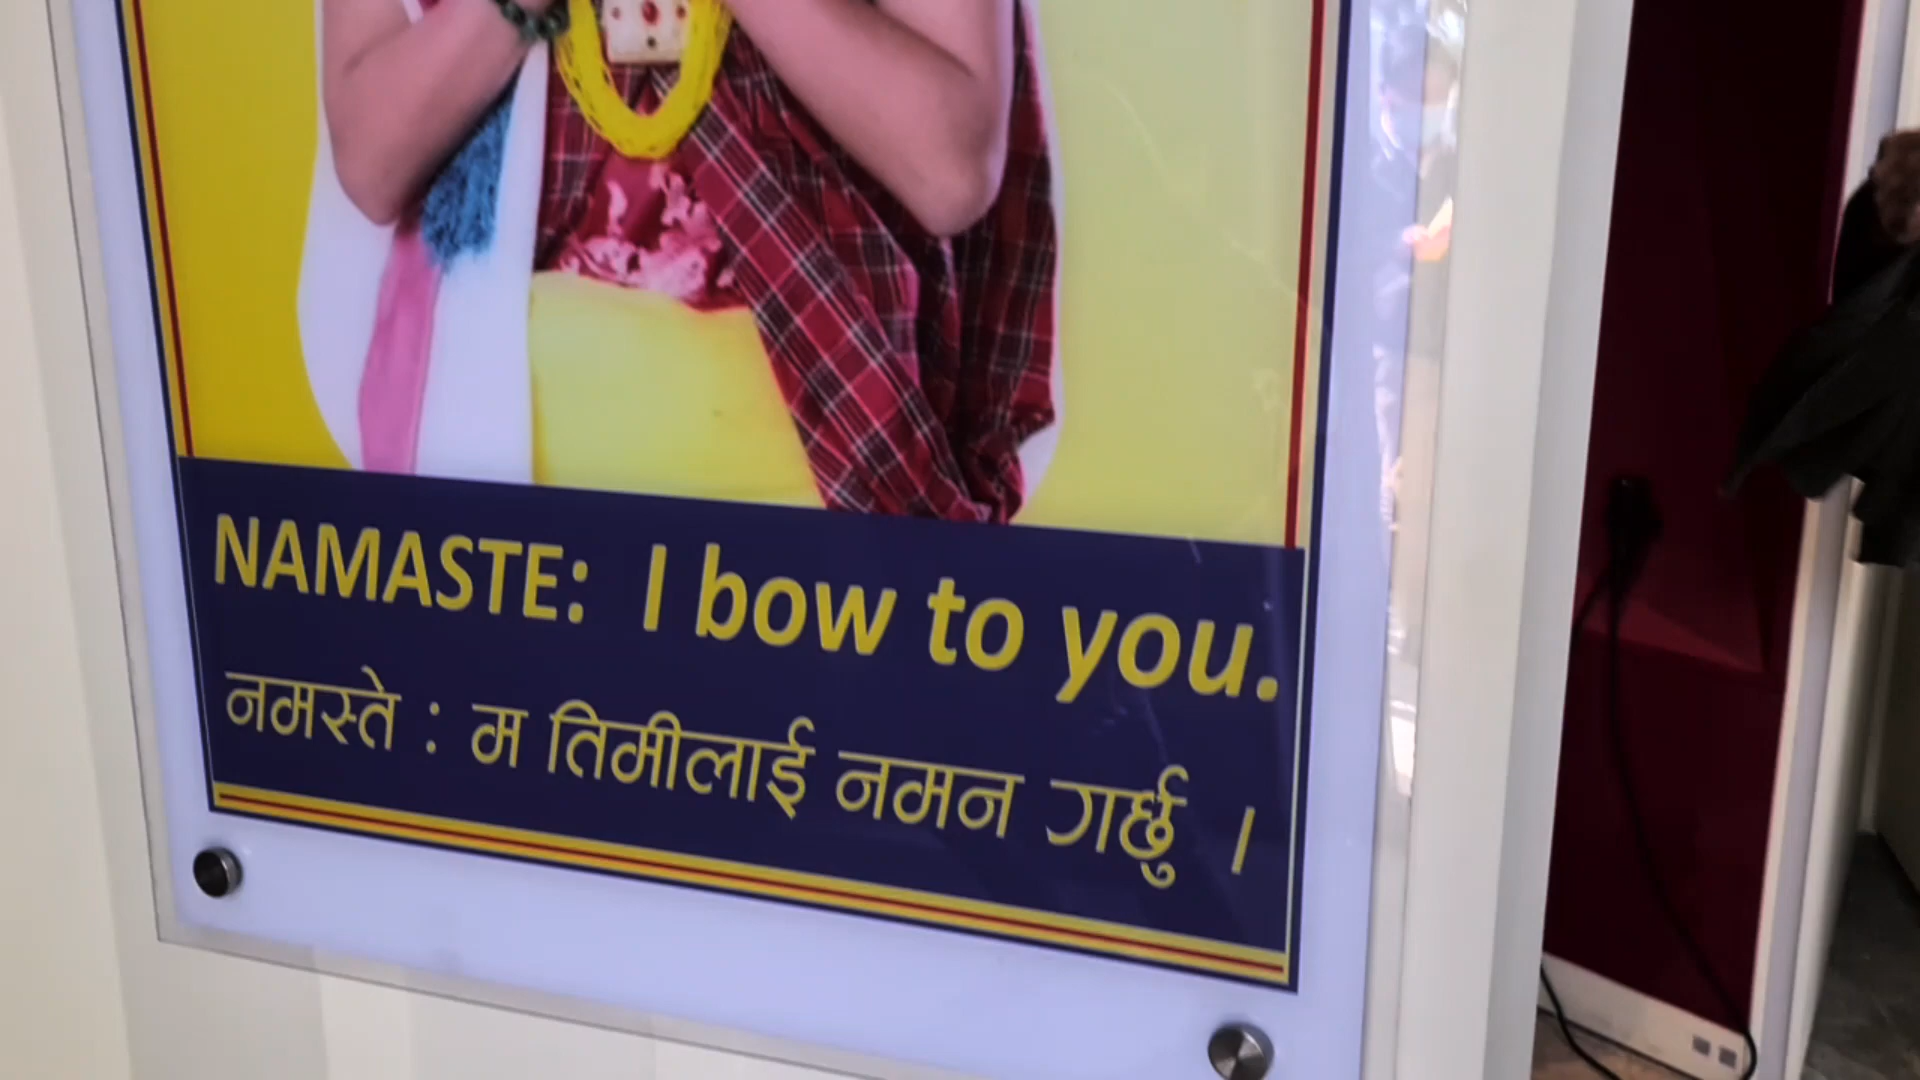 NAMASTE: I bow to you.
नमस्ते : म तिमीलाई नमन गर्छु ।